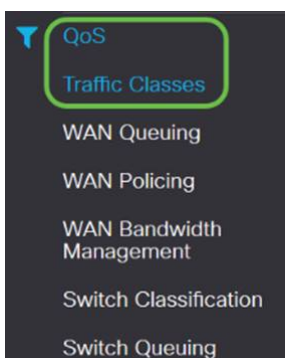 QoS
Traffic Classes
WAN Queuing
WAN Policing
WAN Bandwidth
Management
Switch Classification
Switch Queuing